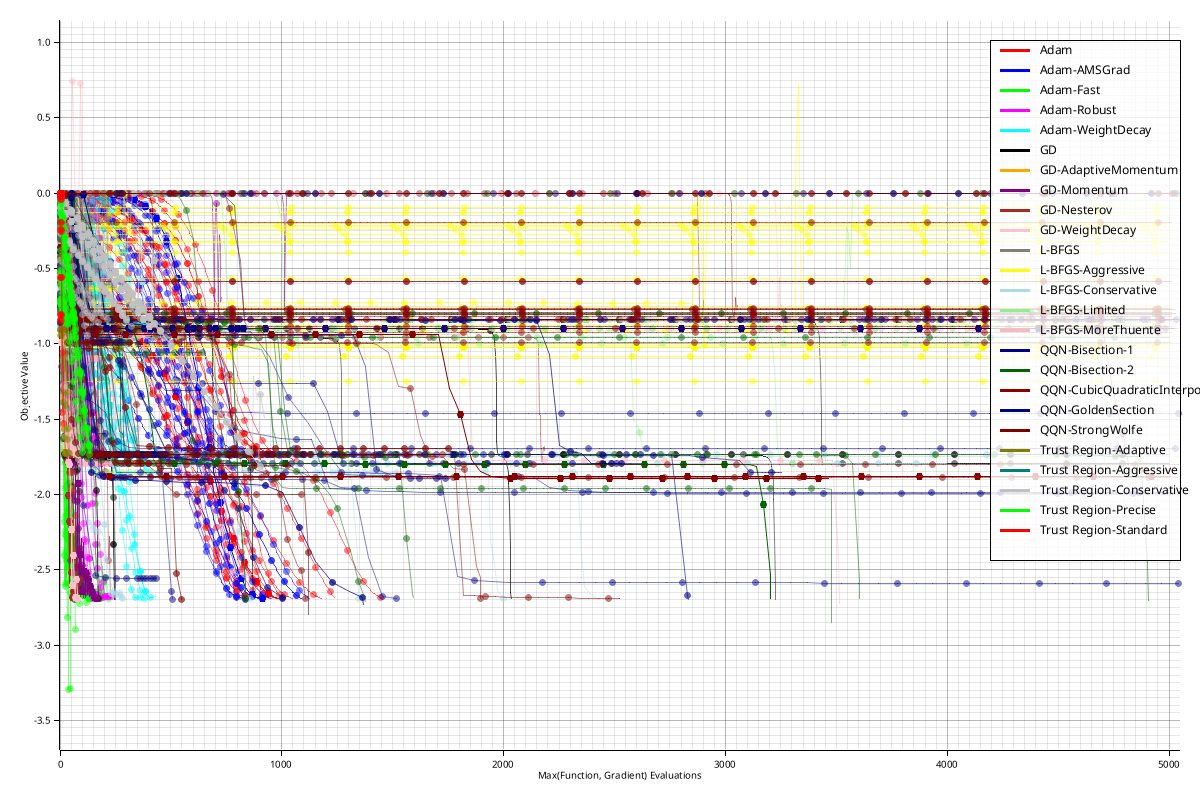 1.0
0.5
0.0
-0.5
-1.0
-1.5
-2.0
-2.5
-3.0
-3.5
Objective Value
0
1000
2000
3000
4000
5000
Max(Function, Gradient) Evaluations
Adam
Adam-AMSGrad
Adam-Fast
Adam-Robust
Adam-WeightDecay
GD
GD-AdaptiveMomentum
GD-Momentum
GD-Nesterov
GD-WeightDecay
L-BFGS
L-BFGS-Aggressive
L-BFGS-Conservative
L-BFGS-Limited
L-BFGS-MoreThuente
QQN-Bisection-1
QQN-Bisection-2
QQN-CubicQuadraticInterpo
QQN-GoldenSection
QQN-StrongWolfe
Trust Region-Adaptive
Trust Region-Aggressive
Trust Region-Conservative
Trust Region-Precise
Trust Region-Standard